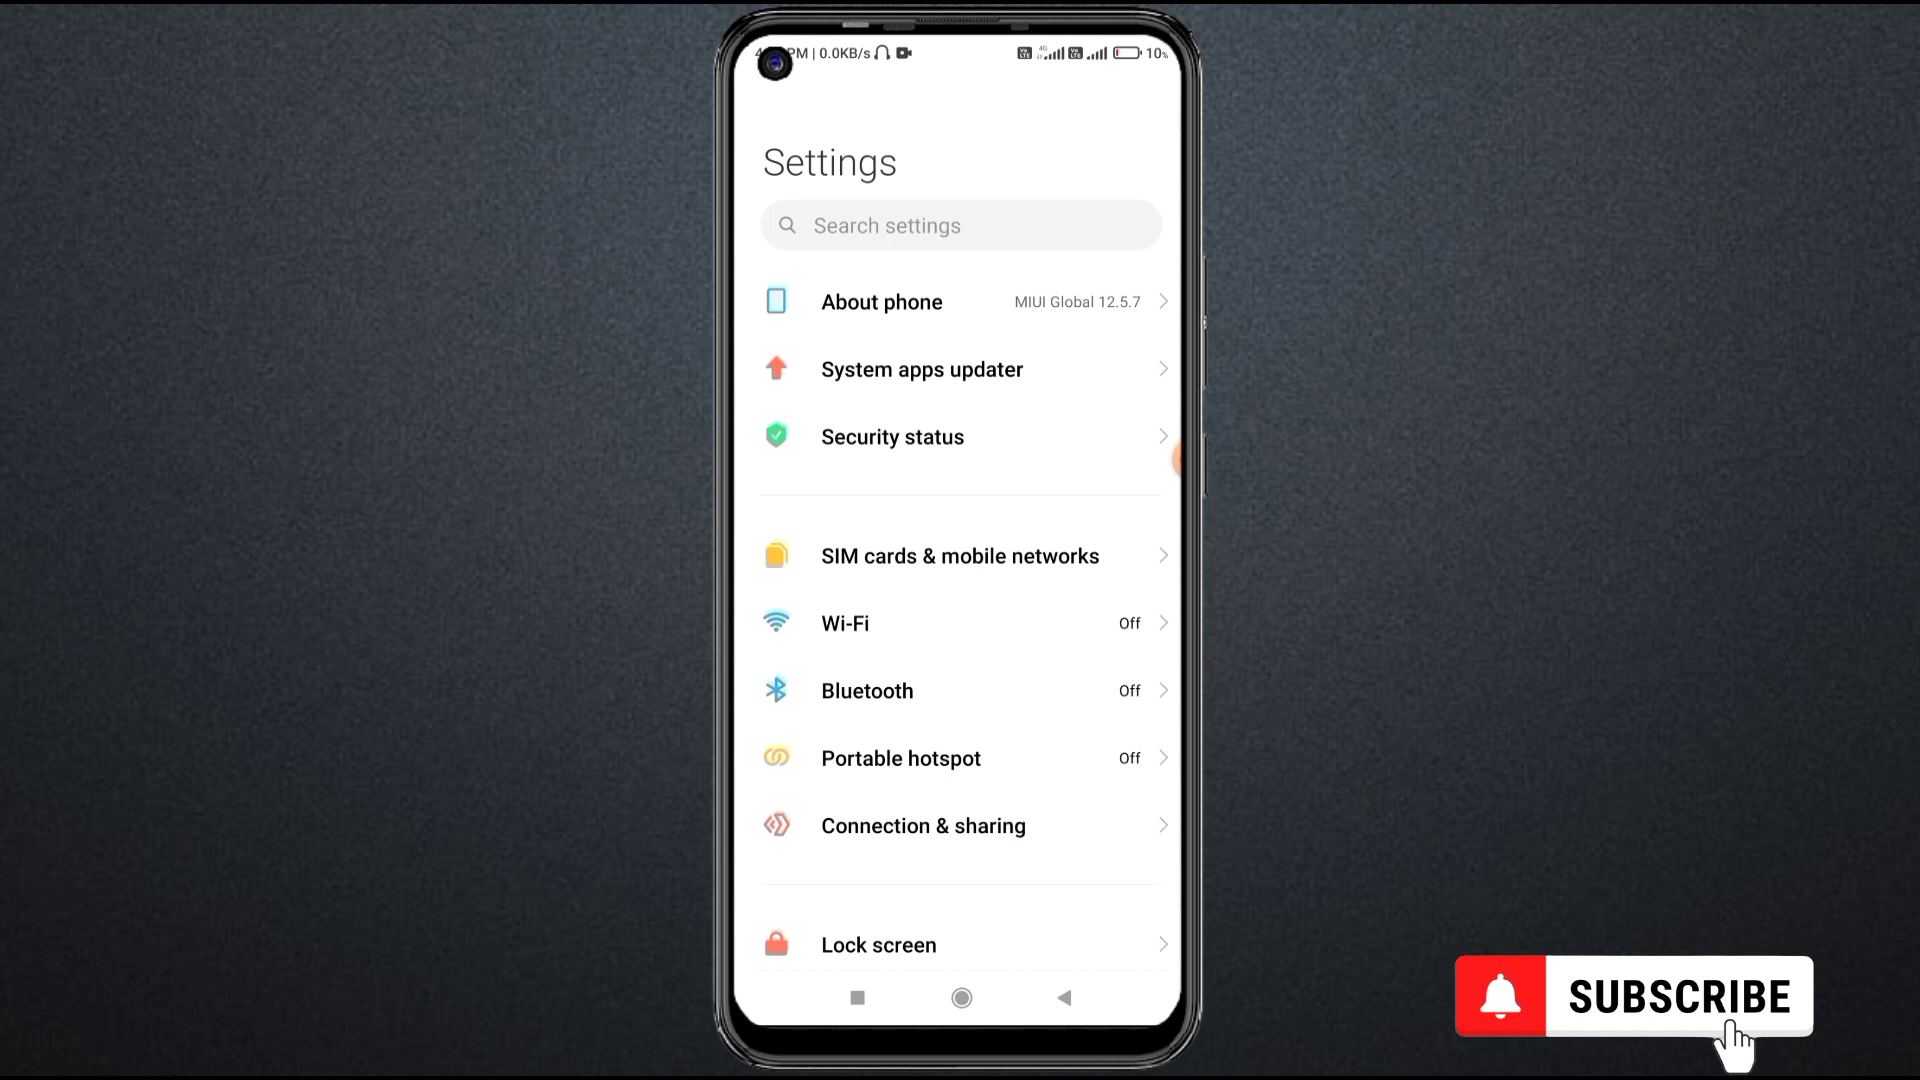 PM | 0.0KB/s 10%
Settings
Search settings
About phone MIUI Global 12.5.7
System apps updater
Security status
SIM cards & mobile networks
Wi-Fi Off
Bluetooth Off
Portable hotspot Off
Connection & sharing
Lock screen
SUBSCRIBE